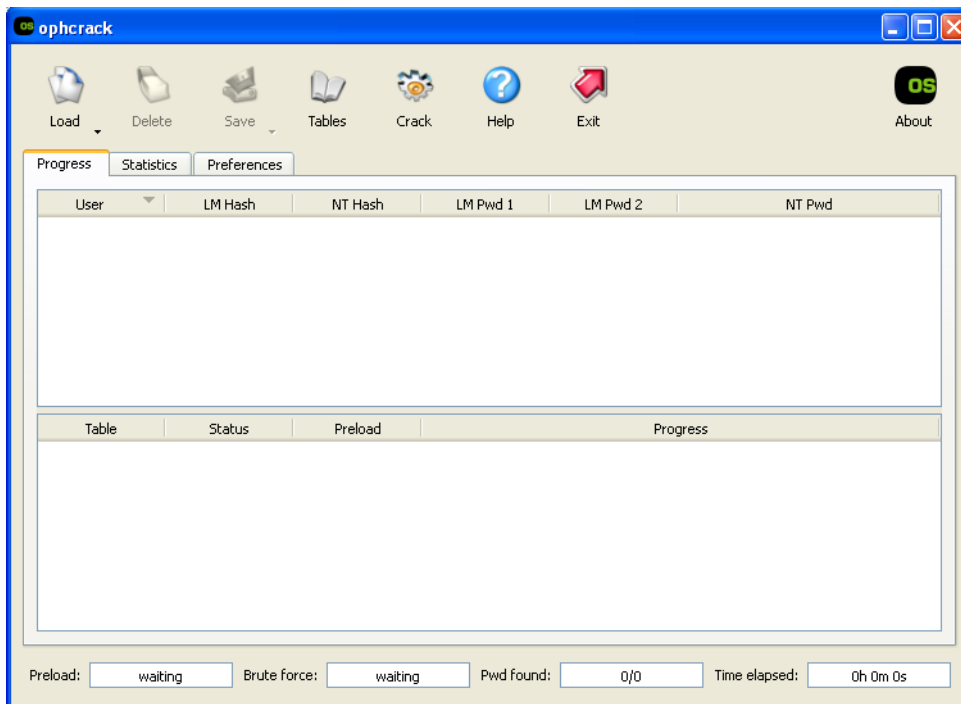 os ophcrack
os
Load Delete Save Tables Crack Help Exit About
Progress Statistics Preferences
User LM Hash NT Hash LM Pwd 1 LM Pwd 2 NT Pwd
Table Status Preload Progress
Preload: waiting Brute force: waiting Pwd found: 0/0 Time elapsed: 0h 0m 0s